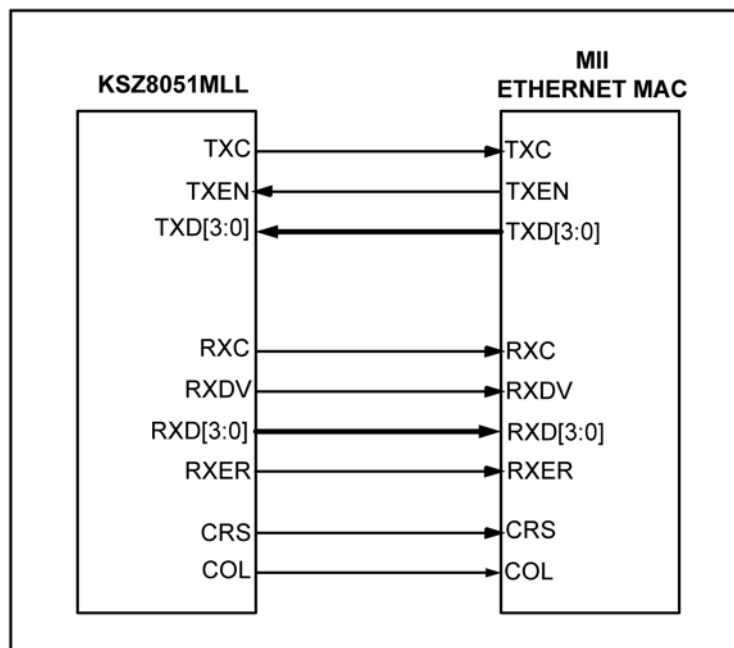 KSZ8051MLL
MII
ETHERNET MAC
TXC TXC
TXEN TXEN
TXD[3:0] TXD[3:0]
RXC RXC
RXDV RXDV
RXD[3:0] RXD[3:0]
RXER RXER
CRS CRS
COL COL